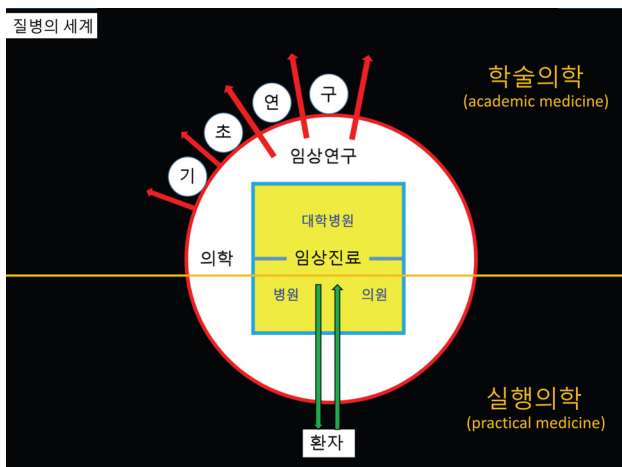 질병의 세계
학술의학
(academic medicine)
기
초
연
구
임상연구
대학병원
의학
임상진료
병원
의원
실행의학
(practical medicine)
환자